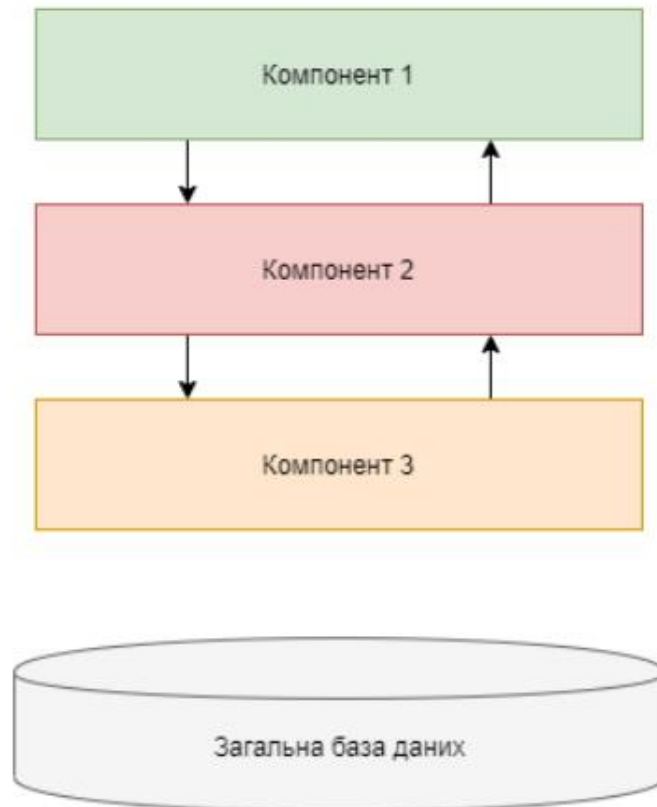 Компонент 1
Компонент 2
Компонент 3
Загальна база даних